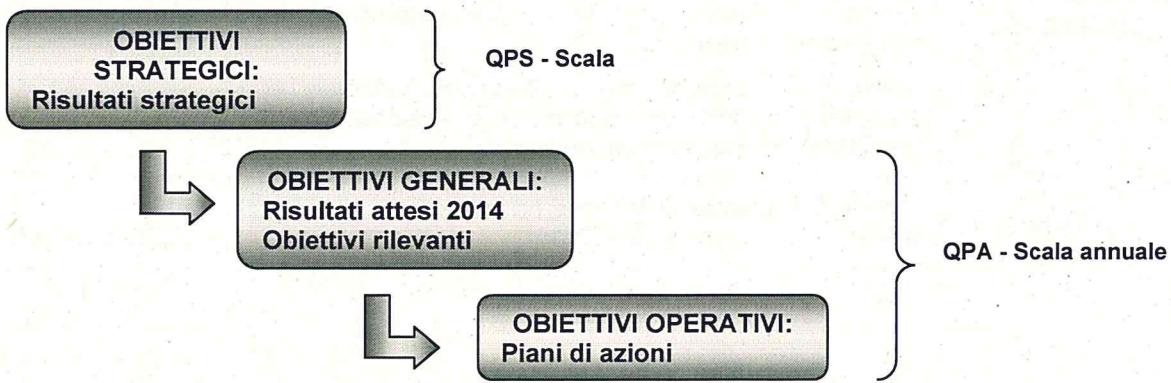 OBIETTIVI
STRATEGICI:
Risultati strategici
QPS - Scala
OBIETTIVI GENERALI:
Risultati attesi 2014
Obiettivi rilevanti
QPA - Scala annuale
OBIETTIVI OPERATIVI:
Piani di azioni